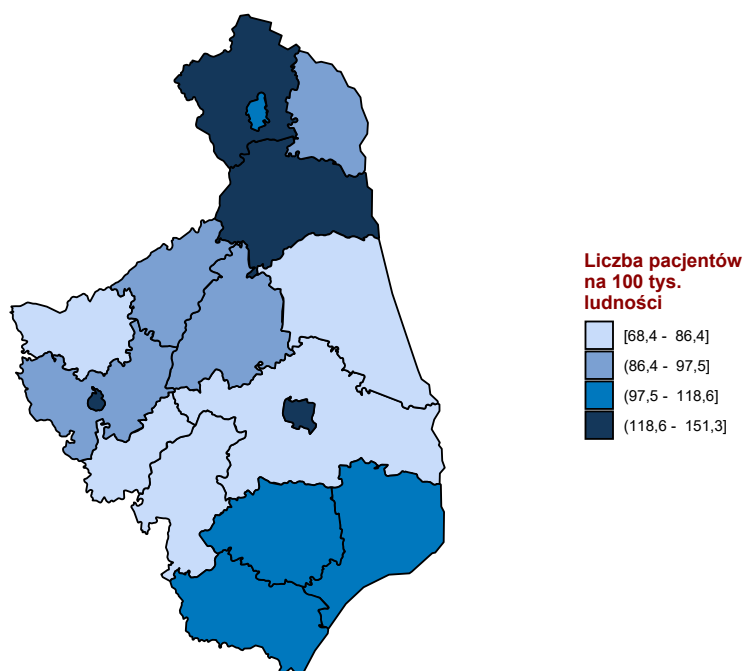 Liczba pacjentów
na 100 tys.
ludności
[68,4 - 86,4]
(86,4 - 97,5]
(97,5 - 118,6]
(118,6 - 151,3]